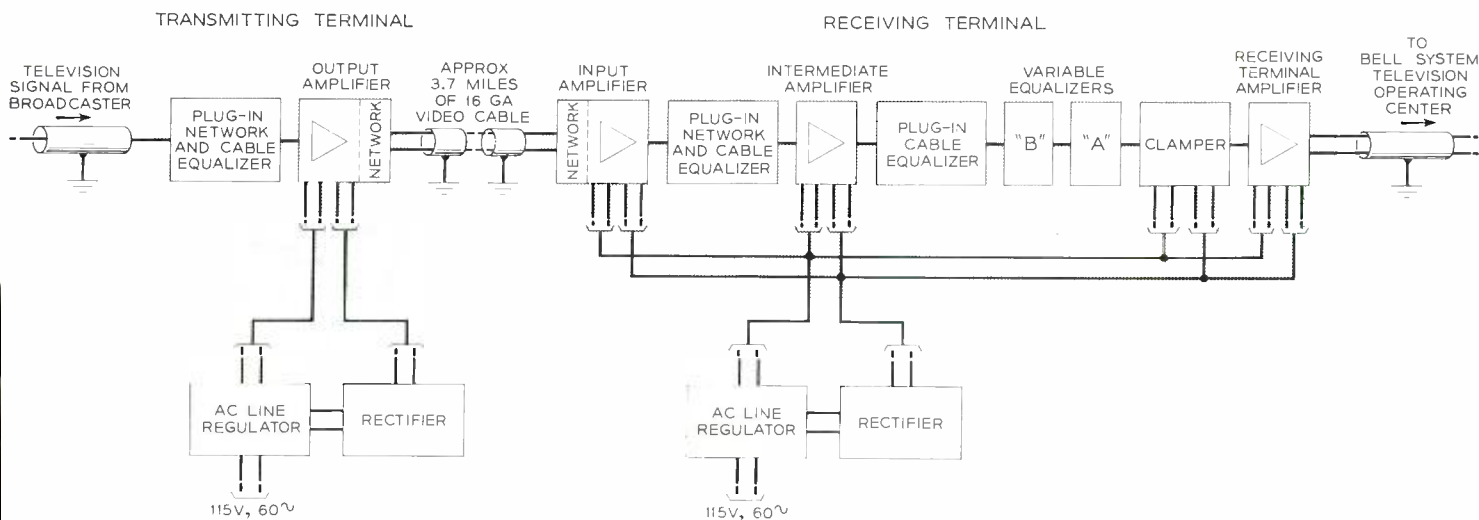 TRANSMITTING TERMINAL
RECEIVING TERMINAL
TELEVISION
SIGNAL FROM
BROADCASTER
PLUG-IN
NETWORK
AND CABLE
EQUALIZER
OUTPUT
AMPLIFIER
NETWORK
APPROX
3.7 MILES
OF 16 GA
VIDEO CABLE
INPUT
AMPLIFIER
NETWORK
PLUG-IN
NETWORK
AND CABLE
EQUALIZER
INTERMEDIATE
AMPLIFIER
PLUG-IN
CABLE
EQUALIZER
VARIABLE
EQUALIZERS
"B"
"A"
CLAMPER
RECEIVING
TERMINAL
AMPLIFIER
TO
BELL SYSTEM
TELEVISION
OPERATING
CENTER
AC LINE
REGULATOR
RECTIFIER
115V, 60~
AC LINE
REGULATOR
RECTIFIER
115V, 60~